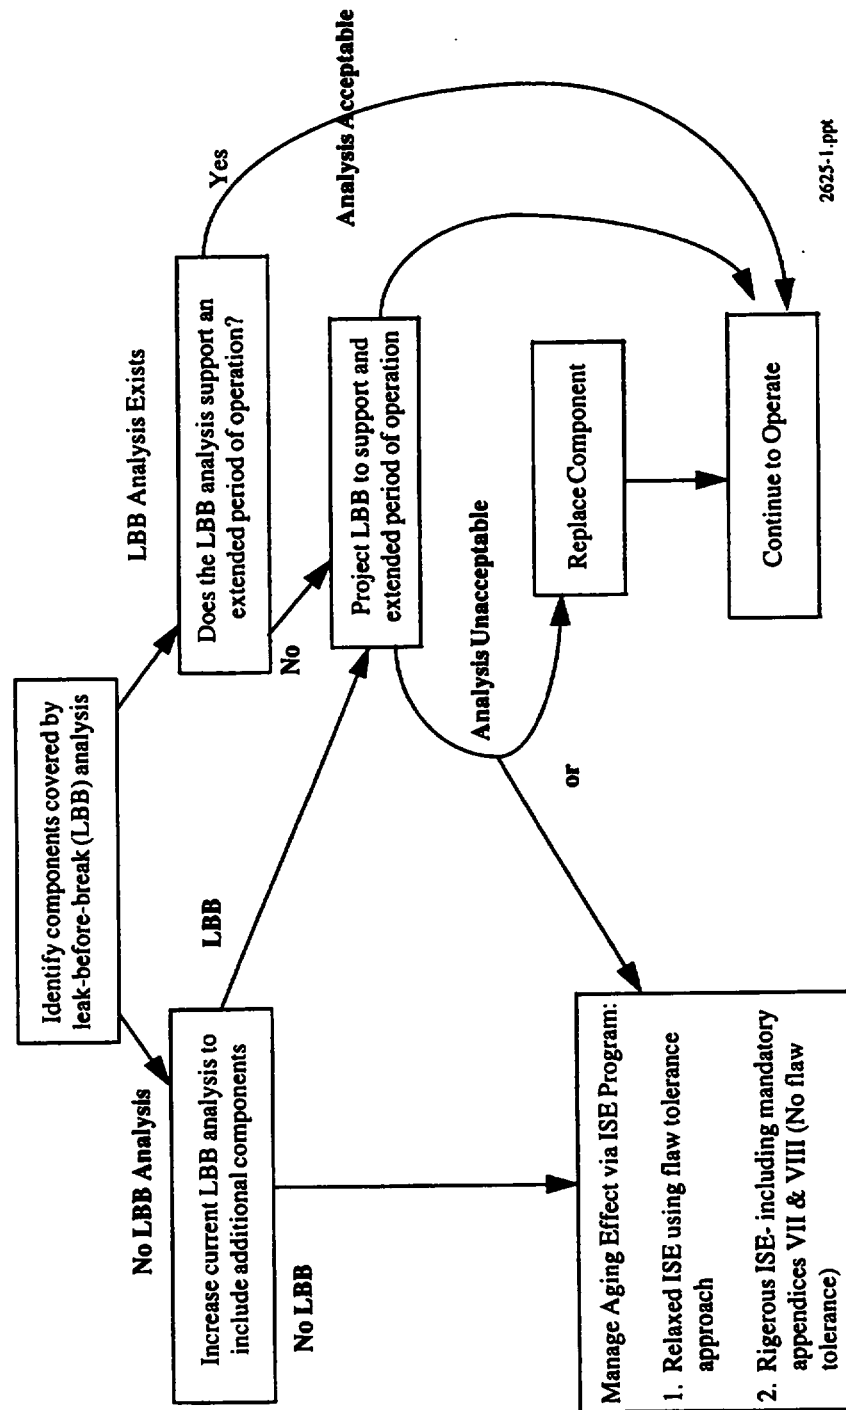 Identify components covered by
leak-before-break (LBB) analysis
No LBB Analysis
LBB Analysis Exists
Increase current LBB analysis to
include additional components
Does the LBB analysis support an
extended period of operation?
Yes
No
LBB
No LBB
Project LBB to support and
extended period of operation
Analysis Acceptable
Analysis Unacceptable
or
Replace Component
Manage Aging Effect via ISE Program:
1. Relaxed ISE using flaw tolerance
approach
2. Rigerous ISE- including mandatory
appendices VII & VIII (No flaw
tolerance)
Continue to Operate
2625-1.ppt